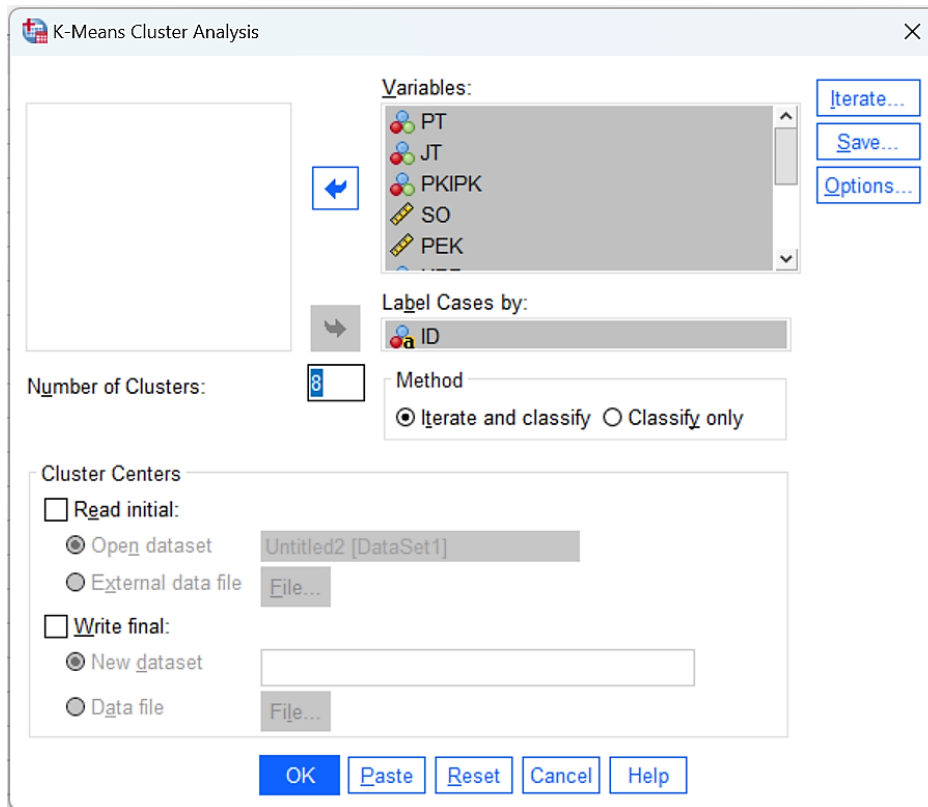 K-Means Cluster Analysis
Variables:
PT
JT
PKIPK
SO
PEK
Iterate...
Save...
Options...
Label Cases by:
a ID
Number of Clusters:
8
Method
Iterate and classify
Classify only
Cluster Centers
Read initial:
Open dataset
Untitled2 [DataSet1]
External data file
File...
Write final:
New dataset
Data file
File...
OK
Paste
Reset
Cancel
Help